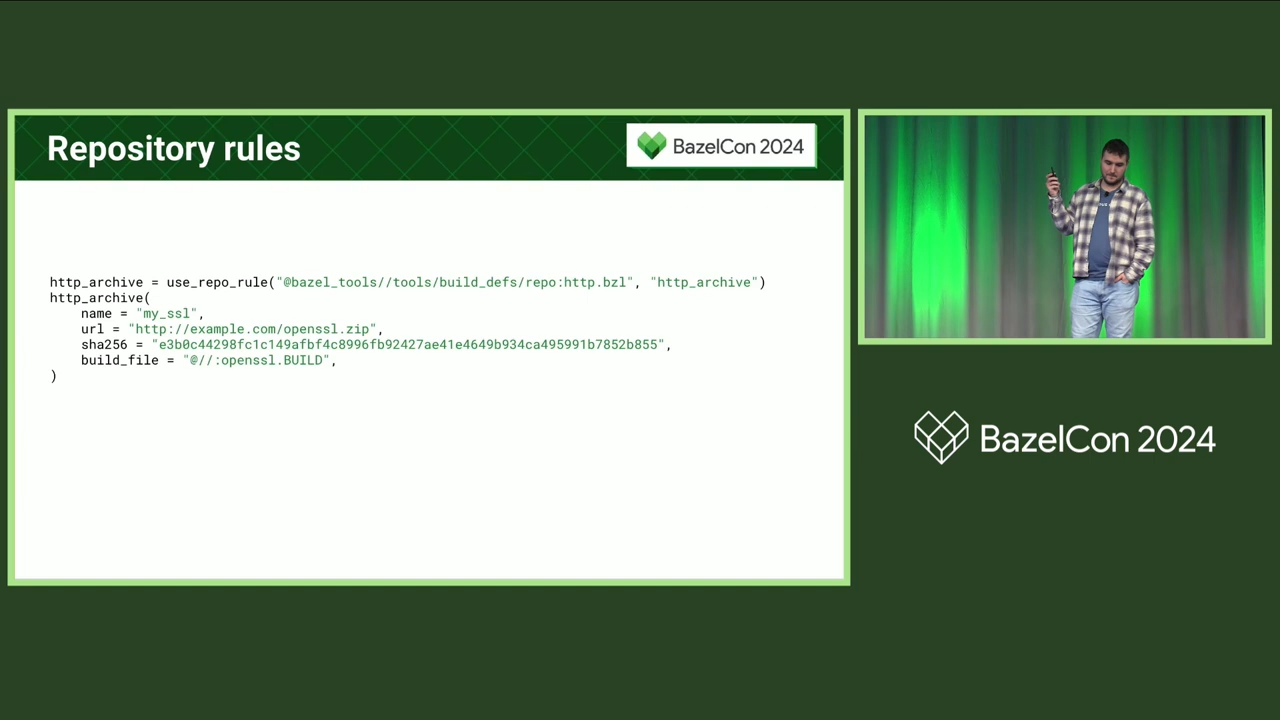 Repository rules
BazelCon 2024
http_archive = use_repo_rule("@bazel_tools//tools/build_defs/repo:http.bzl", "http_archive")
http_archive(
    name = "my_ssl",
    url = "http://example.com/openssl.zip",
    sha256 = "e3b0c44298fc1c149afbf4c8996fb92427ae41e4649b934ca495991b7852b855",
    build_file = "@//:openssl.BUILD",
)
BazelCon 2024